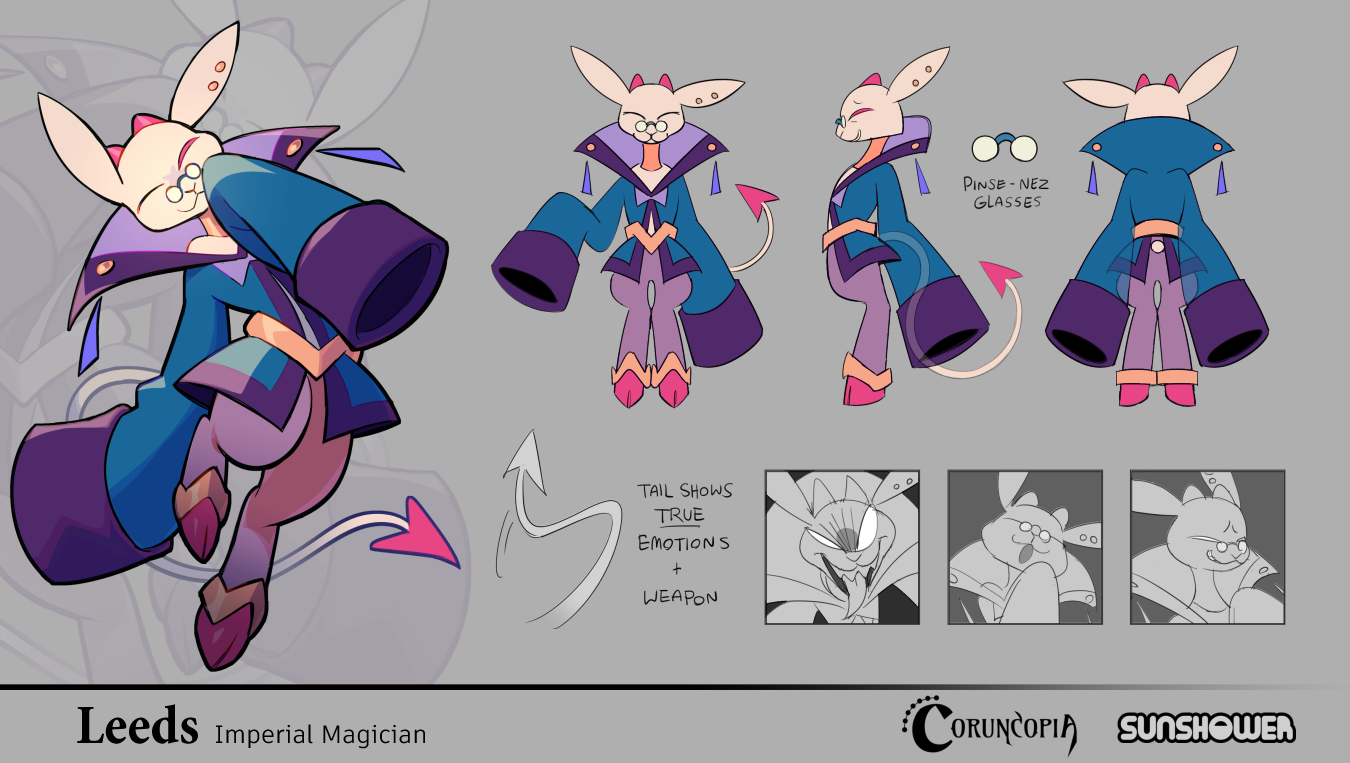 PINSE-NEZ
GLASSES
TAIL SHOWS
TRUE
EMOTIONS
+
WEAPON
Leeds Imperial Magician
CORUNCOPIA
SUNSHOWER